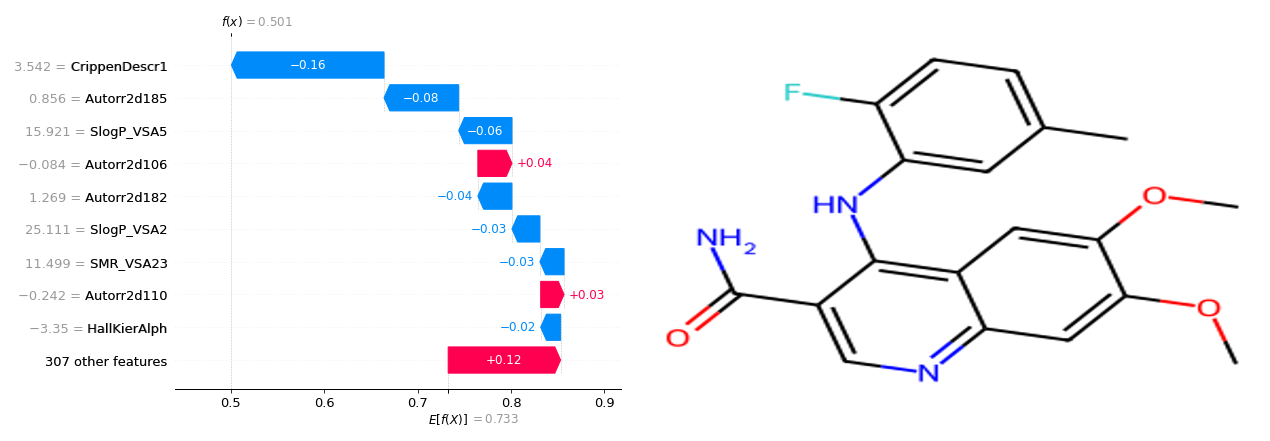 f(x) = 0.501
3.542 = CrippenDescr1
−0.16
0.856 = Autorr2d185
−0.08
15.921 = SlogP_VSA5
−0.06
−0.084 = Autorr2d106
+0.04
1.269 = Autorr2d182
−0.04
25.111 = SlogP_VSA2
−0.03
11.499 = SMR_VSA23
−0.03
−0.242 = Autorr2d110
+0.03
−3.35 = HallKierAlph
−0.02
307 other features
+0.12
0.5 0.6 0.7 0.8 0.9
E[f(X)] = 0.733
F
HN
NH2
O
O
O
N